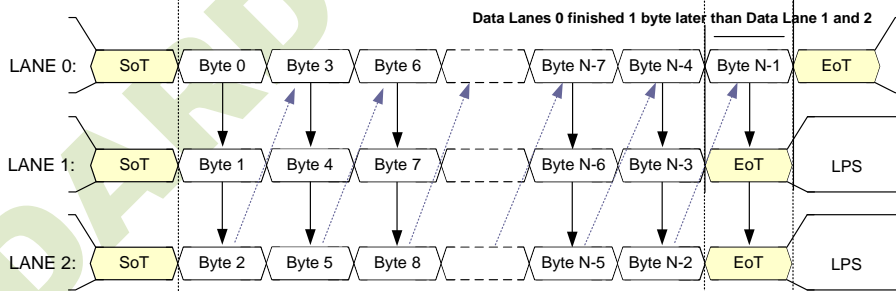 Data Lanes 0 finished 1 byte later than Data Lane 1 and 2
LANE 0: SoT Byte 0 Byte 3 Byte 6 Byte N-7 Byte N-4 Byte N-1 EoT
LANE 1: SoT Byte 1 Byte 4 Byte 7 Byte N-6 Byte N-3 EoT LPS
LANE 2: SoT Byte 2 Byte 5 Byte 8 Byte N-5 Byte N-2 EoT LPS
DARD